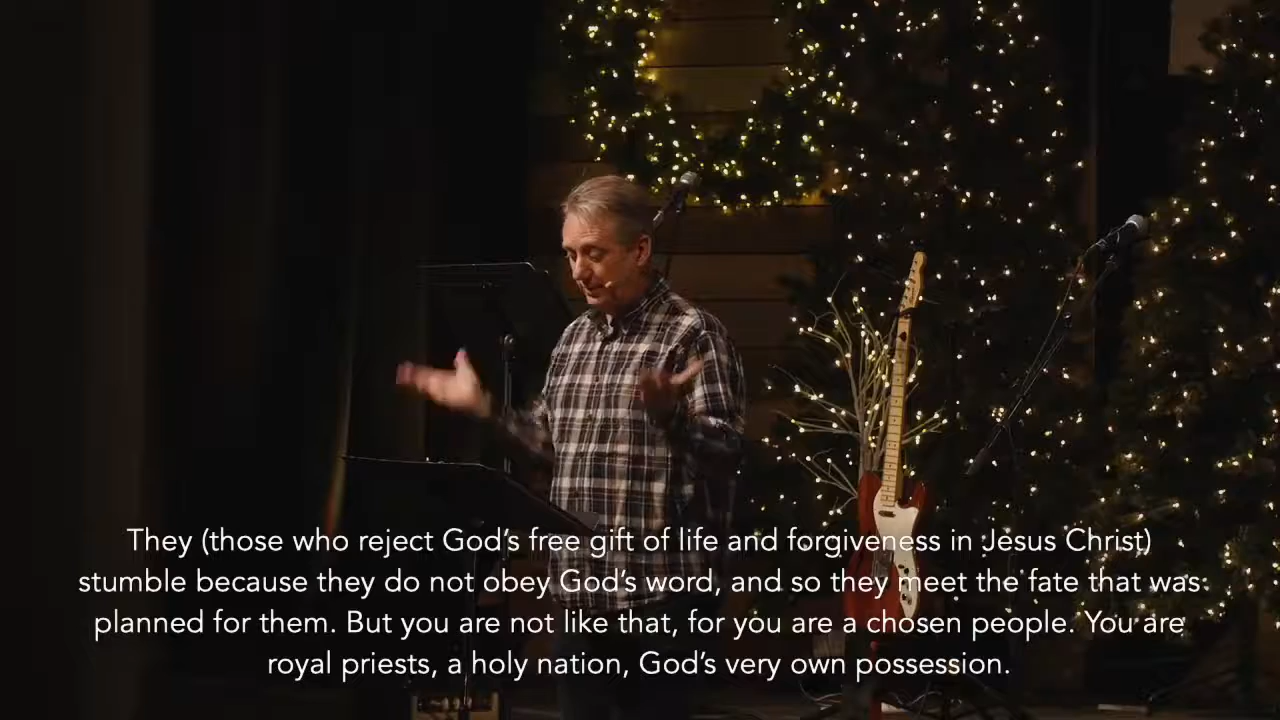 They (those who reject God's free gift of life and forgiveness in Jesus Christ)
stumble because they do not obey God's word, and so they meet the fate that was
planned for them. But you are not like that, for you are a chosen people. You are
royal priests, a holy nation, God's very own possession.